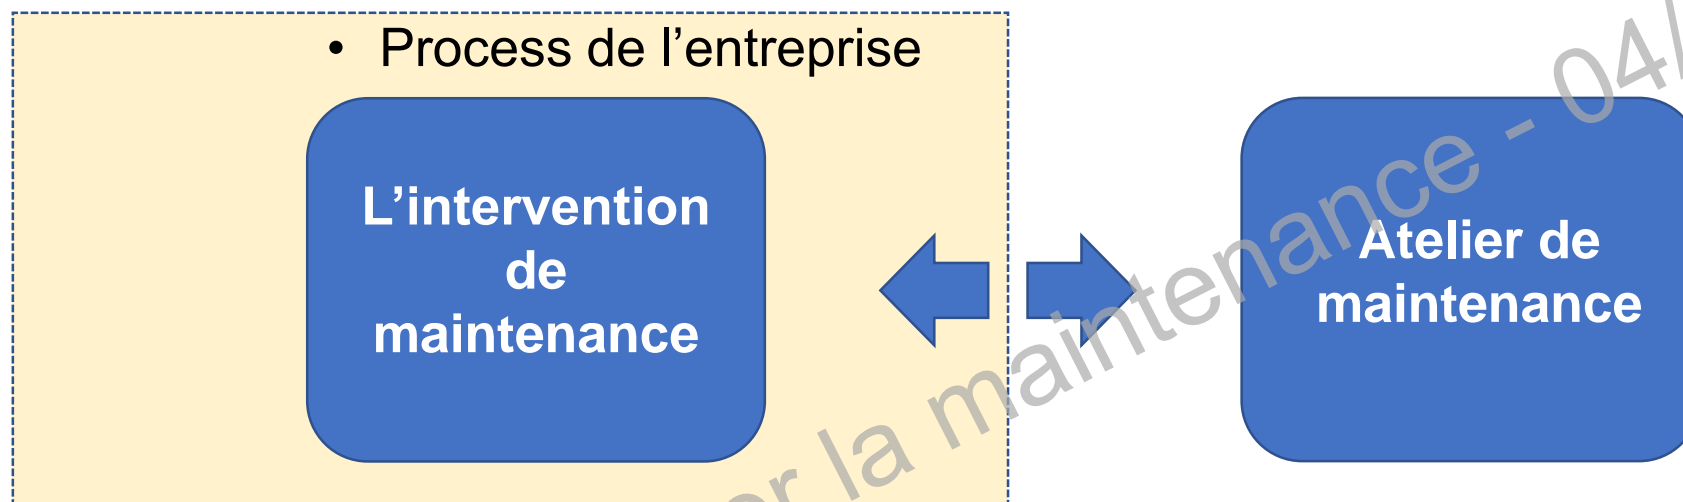 • Process de l’entreprise
L’intervention
de
maintenance
Atelier de
maintenance
la maintenance - 04/